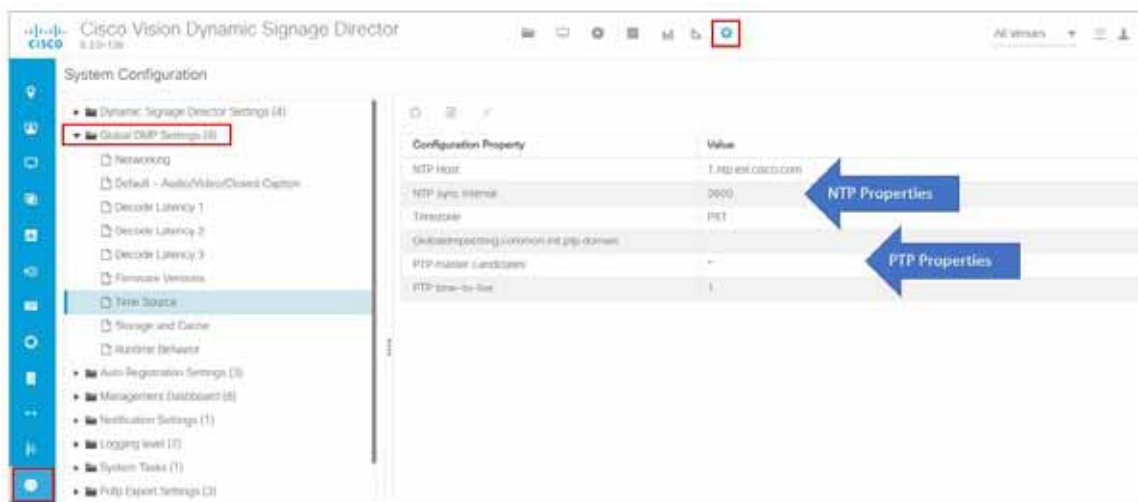 CISCO
Cisco Vision Dynamic Signage Director
All Venues
System Configuration
Dynamic Signage Director Settings (4)
Global DMP Settings
Networking
Default - Audio/Video/Closed Caption
Decode Latency 1
Decode Latency 2
Decode Latency 3
Firmware Versions
Time Source
Storage and Cache
Runtime Behavior
Auto Registration Settings (3)
Management Dashboard
Notification Settings (1)
Logging level
System Tasks (1)
PoEp Export Settings
Configuration Property
Value
NTP Host
1.ntp.esl.cisco.com
NTP sync interval
3600
NTP Properties
Timezone
PST
PTP master candidates
*
PTP Properties
PTP time-to-live
1